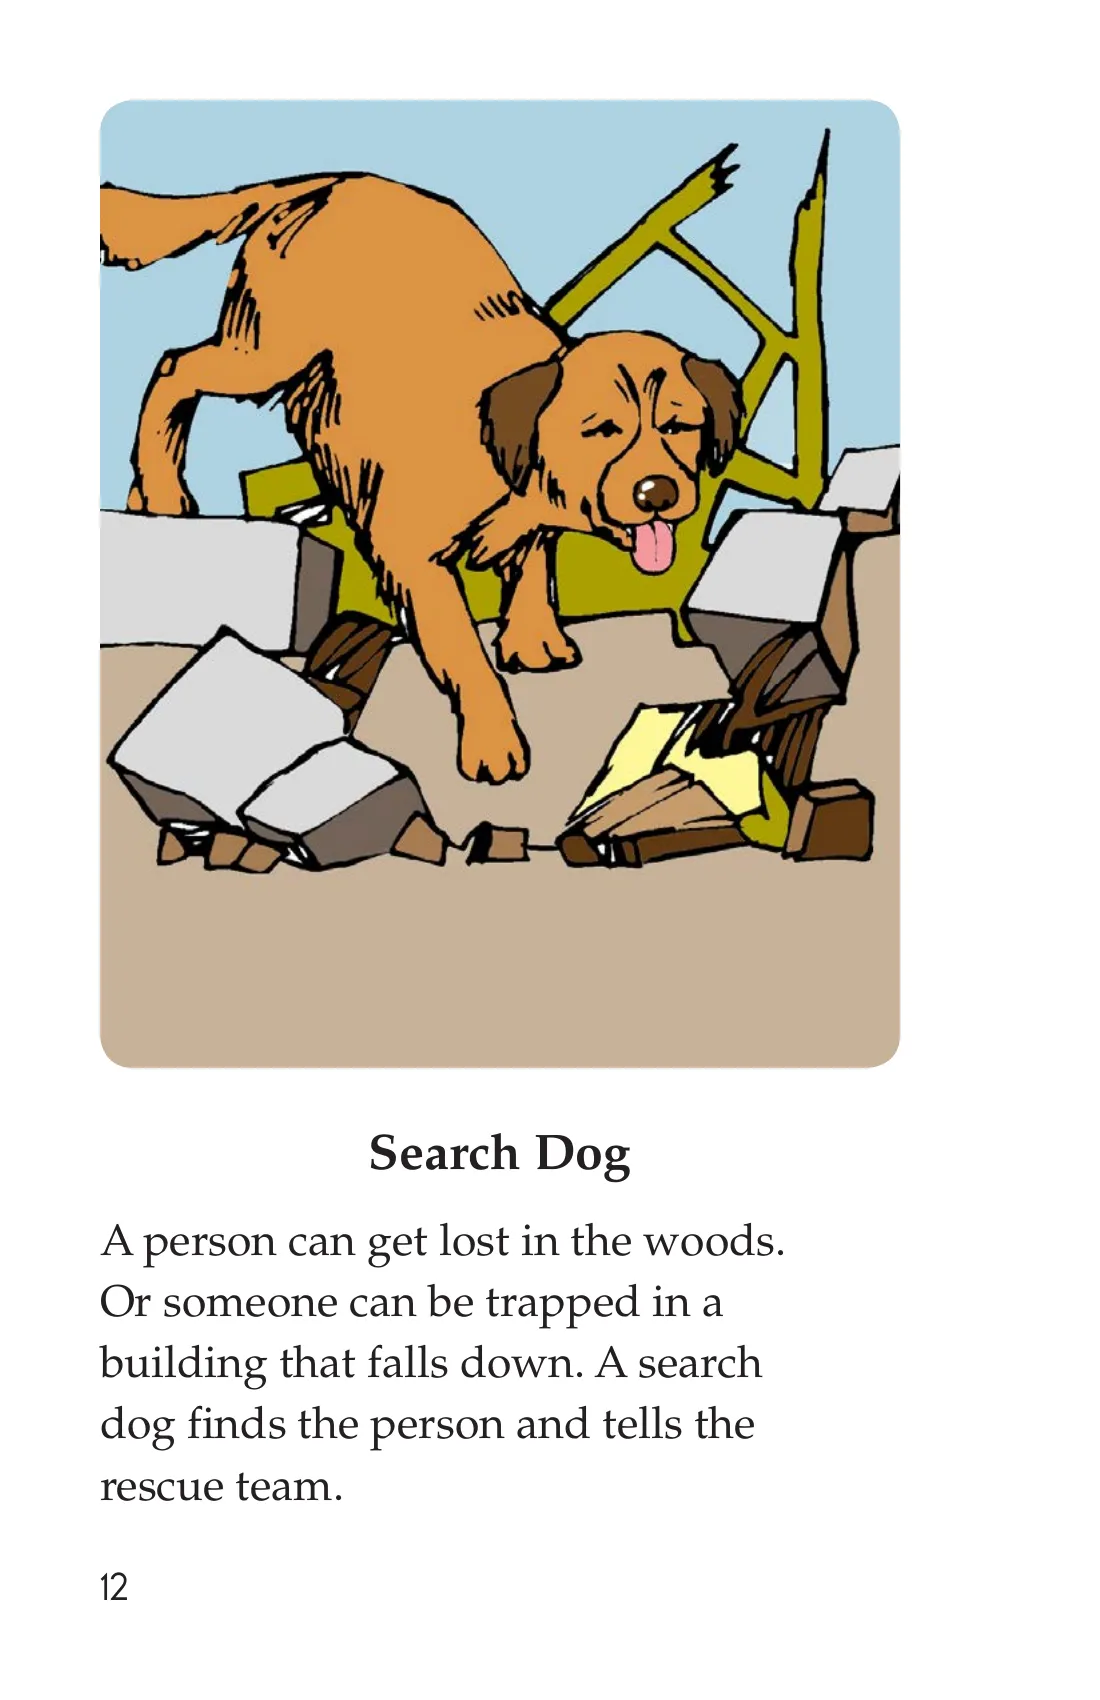 Search Dog
A person can get lost in the woods.
Or someone can be trapped in a
building that falls down. A search
dog finds the person and tells the
rescue team.
12